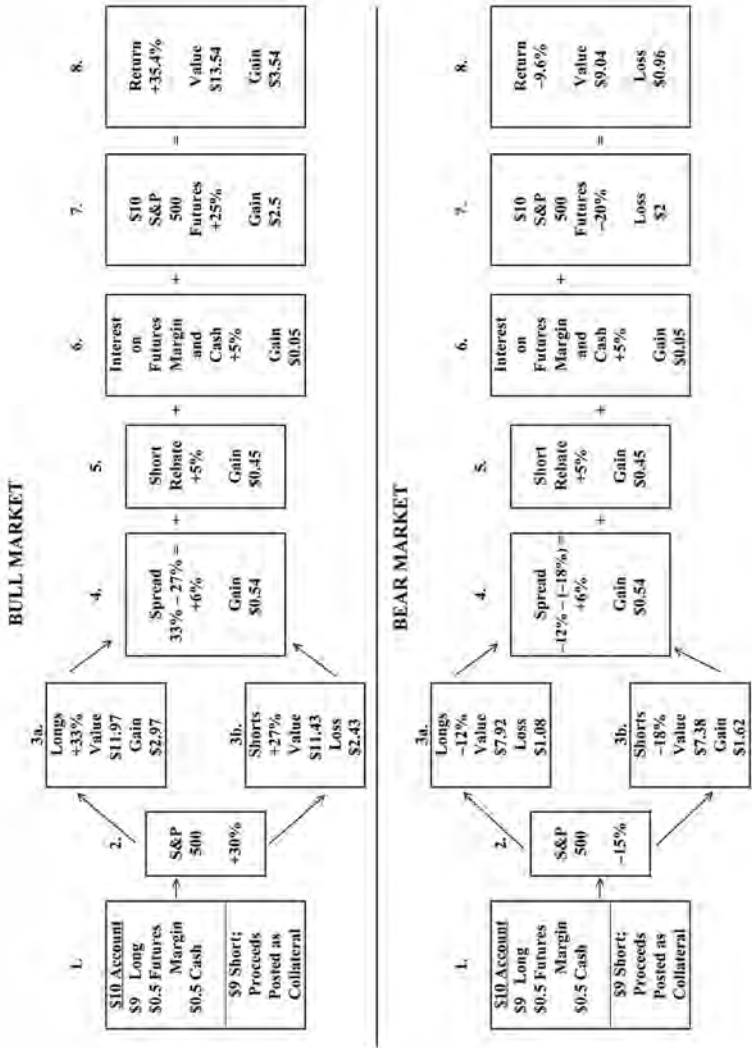 BULL MARKET
1.
$10 Account
$9 Long
$0.5 Futures
Margin
$0.5 Cash
$9 Short;
Proceeds
Posted as
Collateral
2.
S&P
500
+30%
3a.
Longs
+33%
Value
$11.97
Gain
$2.97
3b.
Shorts
+27%
Value
$11.43
Loss
$2.43
4.
Spread
33% – 27% =
+6%
Gain
$0.54
+
5.
Short
Rebate
+5%
Gain
$0.45
+
6.
Interest
on
Futures
Margin
and
Cash
+5%
Gain
$0.05
+
7.
$10
S&P
500
Futures
+25%
Gain
$2.5
=
8.
Return
+35.4%
Value
$13.54
Gain
$3.54
BEAR MARKET
1.
$10 Account
$9 Long
$0.5 Futures
Margin
$0.5 Cash
$9 Short;
Proceeds
Posted as
Collateral
2.
S&P
500
–15%
3a.
Longs
–12%
Value
$7.92
Loss
$1.08
3b.
Shorts
–18%
Value
$7.38
Gain
$1.62
4.
Spread
–12% – (–18%) =
+6%
Gain
$0.54
+
5.
Short
Rebate
+5%
Gain
$0.45
+
6.
Interest
on
Futures
Margin
and
Cash
+5%
Gain
$0.05
+
7.
$10
S&P
500
Futures
–20%
Loss
$2
=
8.
Return
–9.6%
Value
$9.04
Loss
$0.96